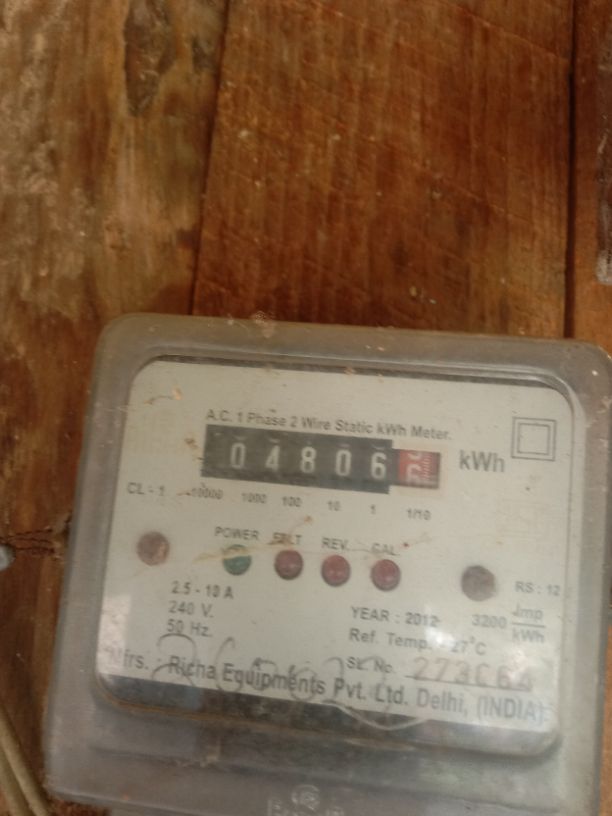 A.C. 1 Phase 2 Wire Static kWh Meter.
04806 kWh
CL - 1 10000 1000 100 10 1 1/10
POWER REV. CAL
2.5 - 10 A
240 V.
50 Hz.
RS : 12
YEAR : 2012 3200 Imp/kWh
Ref. Temp. 27°C
SL. No.
Mfrs. Richa Equipments Pvt. Ltd. Delhi, (INDIA)